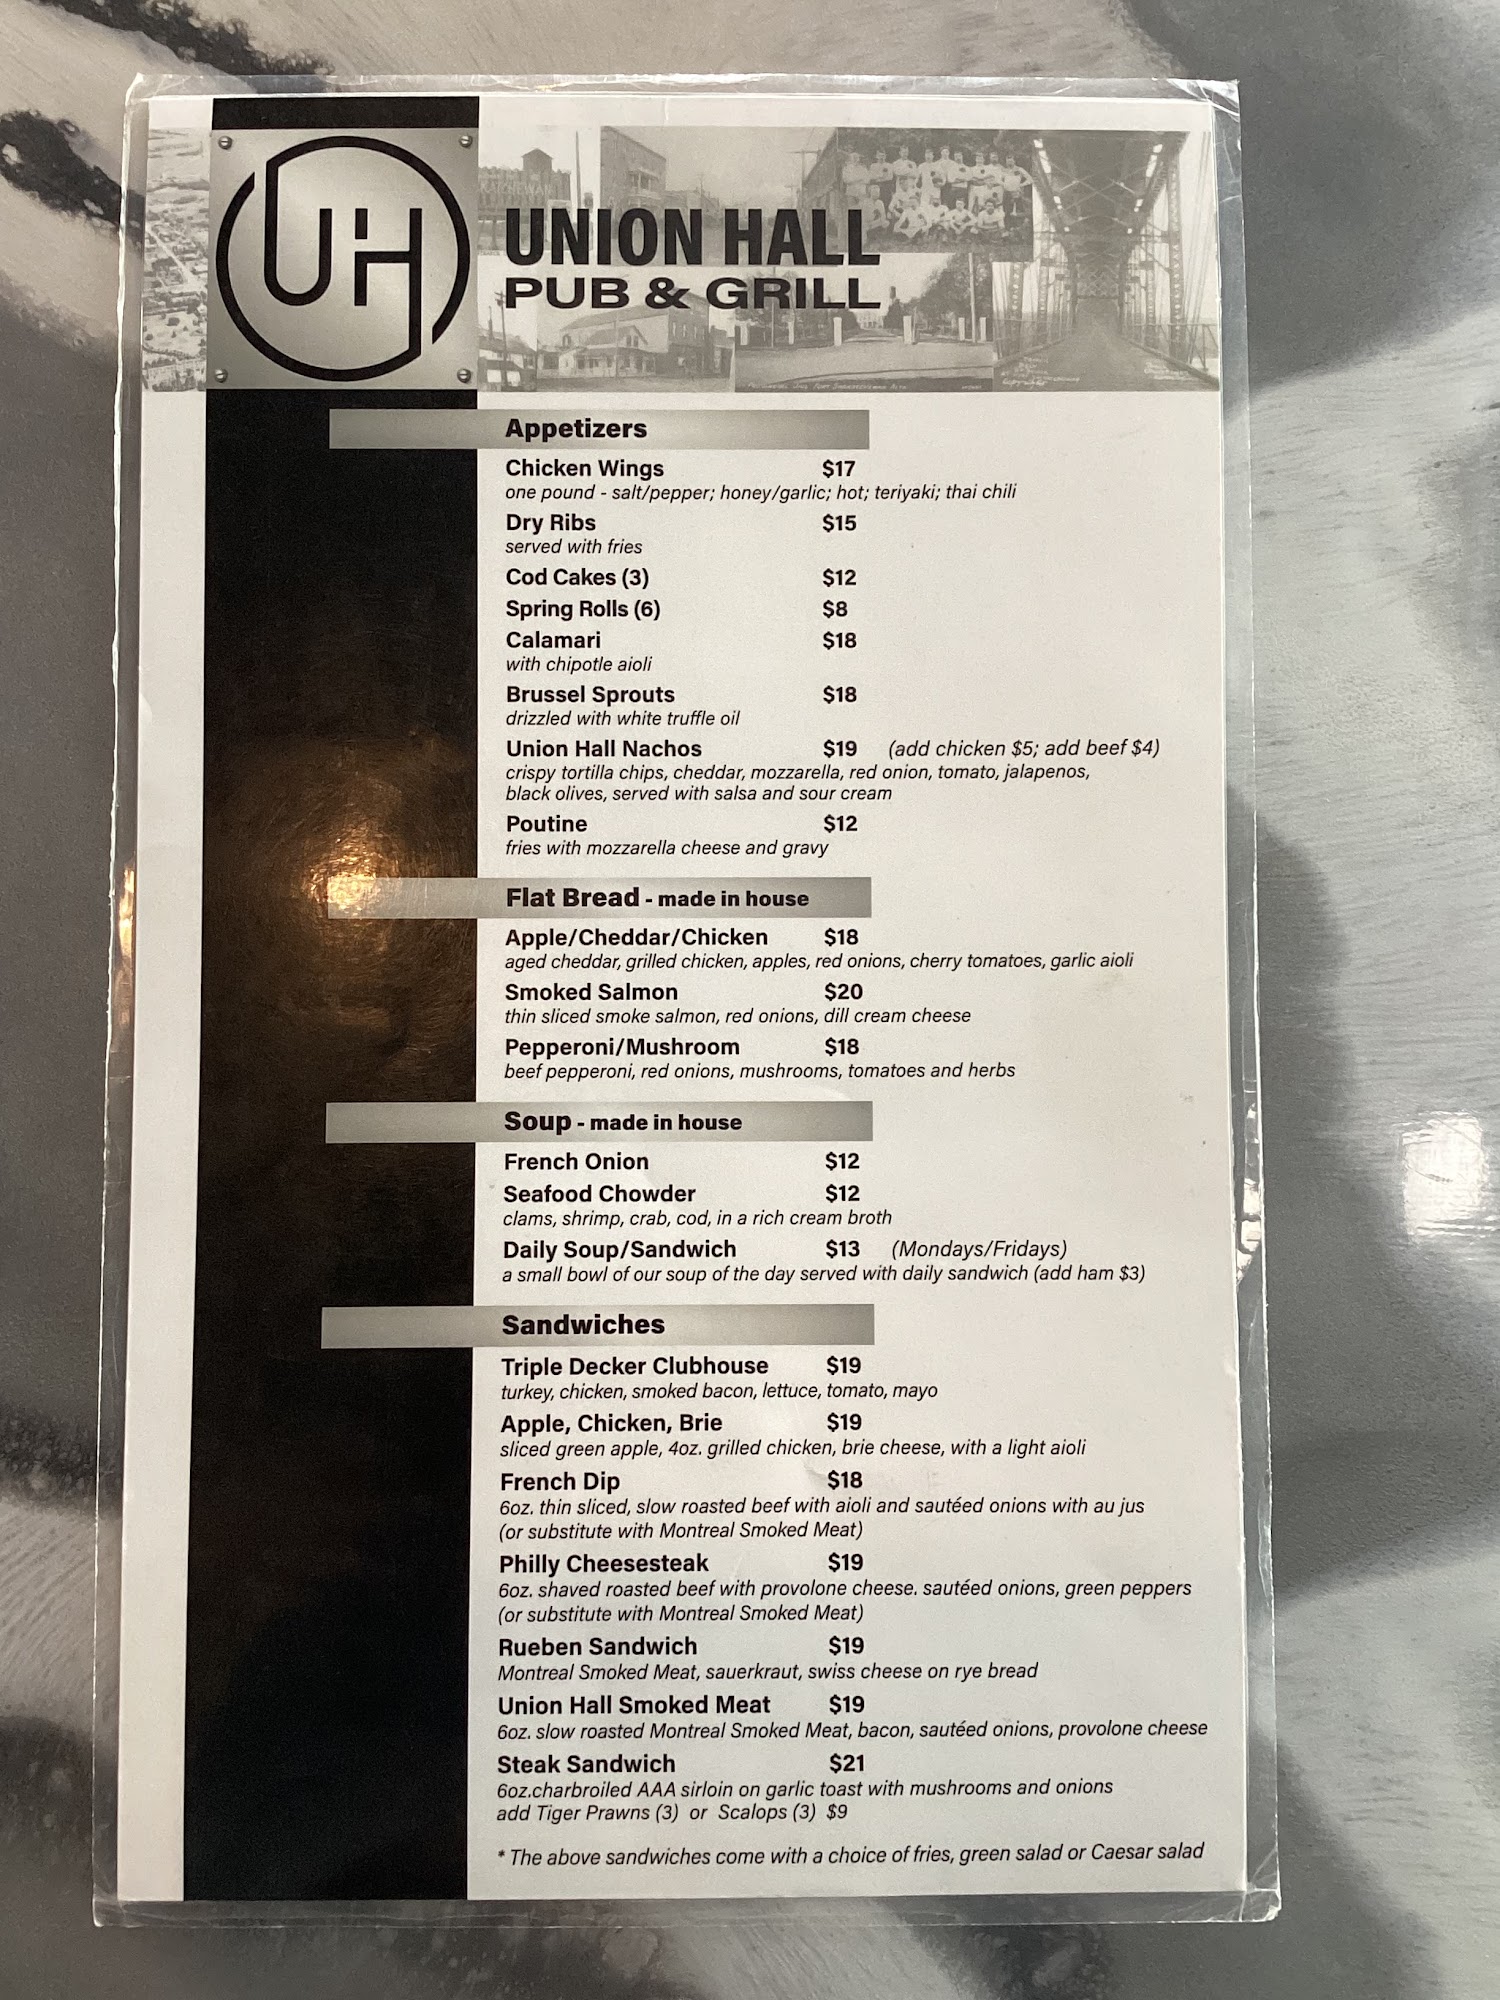 UH
UNION HALL
PUB & GRILL
Appetizers
Chicken Wings $17
one pound - salt/pepper; honey/garlic; hot; teriyaki; thai chili
Dry Ribs $15
served with fries
Cod Cakes (3) $12
Spring Rolls (6) $8
Calamari $18
with chipotle aioli
Brussel Sprouts $18
drizzled with white truffle oil
Union Hall Nachos $19 (add chicken $5; add beef $4)
crispy tortilla chips, cheddar, mozzarella, red onion, tomato, jalapenos,
black olives, served with salsa and sour cream
Poutine $12
fries with mozzarella cheese and gravy
Flat Bread - made in house
Apple/Cheddar/Chicken $18
aged cheddar, grilled chicken, apples, red onions, cherry tomatoes, garlic aioli
Smoked Salmon $20
thin sliced smoke salmon, red onions, dill cream cheese
Pepperoni/Mushroom $18
beef pepperoni, red onions, mushrooms, tomatoes and herbs
Soup - made in house
French Onion $12
Seafood Chowder $12
clams, shrimp, crab, cod, in a rich cream broth
Daily Soup/Sandwich $13 (Mondays/Fridays)
a small bowl of our soup of the day served with daily sandwich (add ham $3)
Sandwiches
Triple Decker Clubhouse $19
turkey, chicken, smoked bacon, lettuce, tomato, mayo
Apple, Chicken, Brie $19
sliced green apple, 4oz. grilled chicken, brie cheese, with a light aioli
French Dip $18
6oz. thin sliced, slow roasted beef with aioli and sautéed onions with au jus
(or substitute with Montreal Smoked Meat)
Philly Cheesesteak $19
6oz. shaved roasted beef with provolone cheese. sautéed onions, green peppers
(or substitute with Montreal Smoked Meat)
Rueben Sandwich $19
Montreal Smoked Meat, sauerkraut, swiss cheese on rye bread
Union Hall Smoked Meat $19
6oz. slow roasted Montreal Smoked Meat, bacon, sautéed onions, provolone cheese
Steak Sandwich $21
6oz.charbroiled AAA sirloin on garlic toast with mushrooms and onions
add Tiger Prawns (3) or Scalops (3) $9
* The above sandwiches come with a choice of fries, green salad or Caesar salad